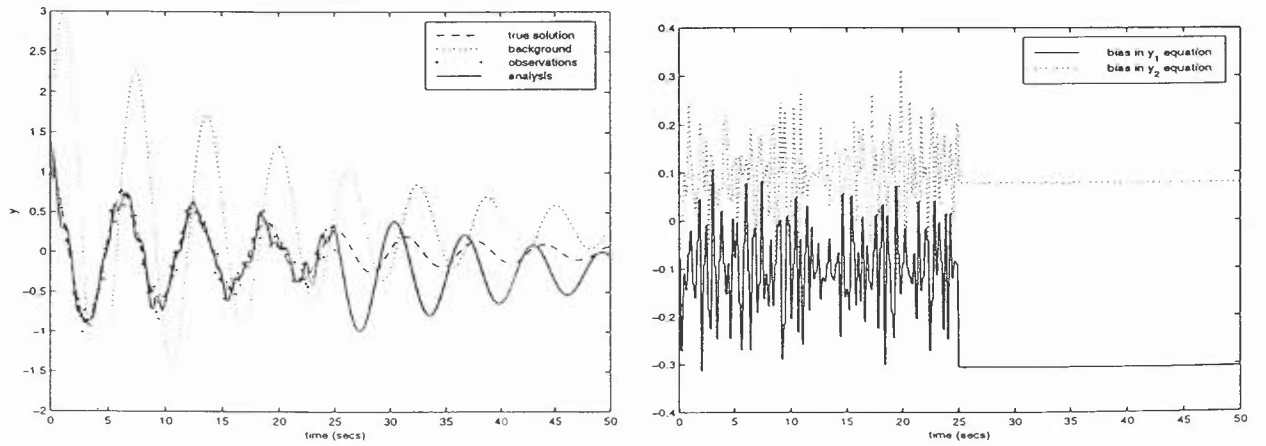 3
2.5
2
1.5
1
0.5
0
−0.5
−1
−1.5
−2
y
0 5 10 15 20 25 30 35 40 45 50
time (secs)
true solution
background
observations
analysis
0.4
0.3
0.2
0.1
0
−0.1
−0.2
−0.3
−0.4
0 5 10 15 20 25 30 35 40 45 50
time (secs)
bias in y1 equation
bias in y2 equation